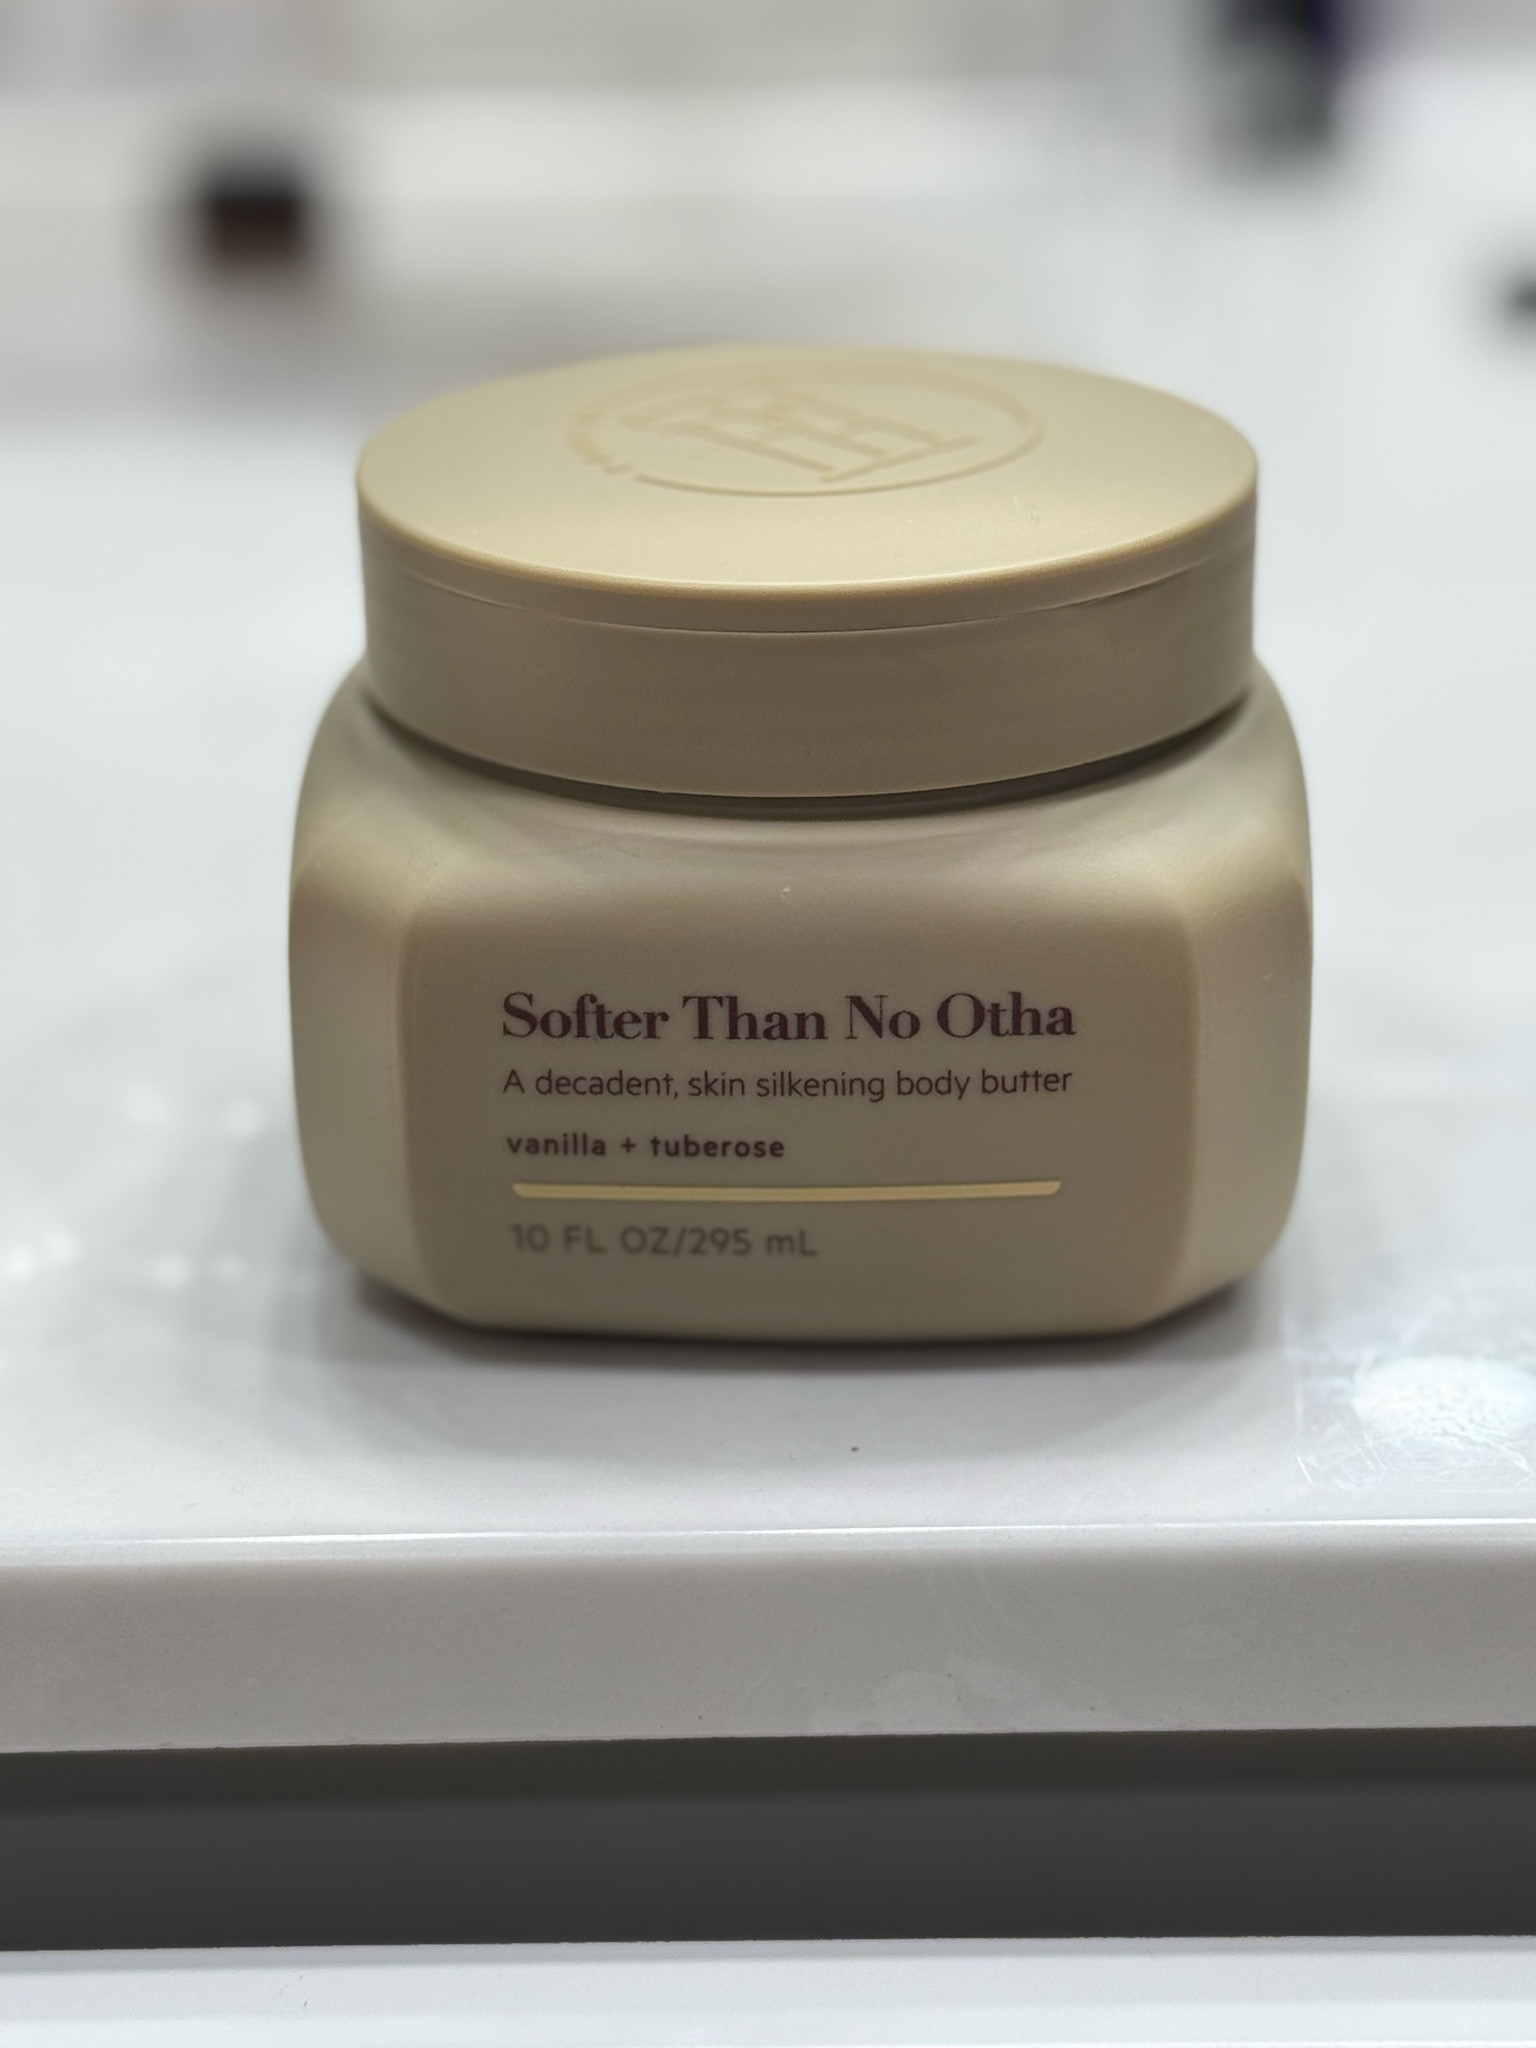 Softer Than No Otha
A decadent, skin silkening body butter
vanilla + tuberose
10 FL OZ/295 mL